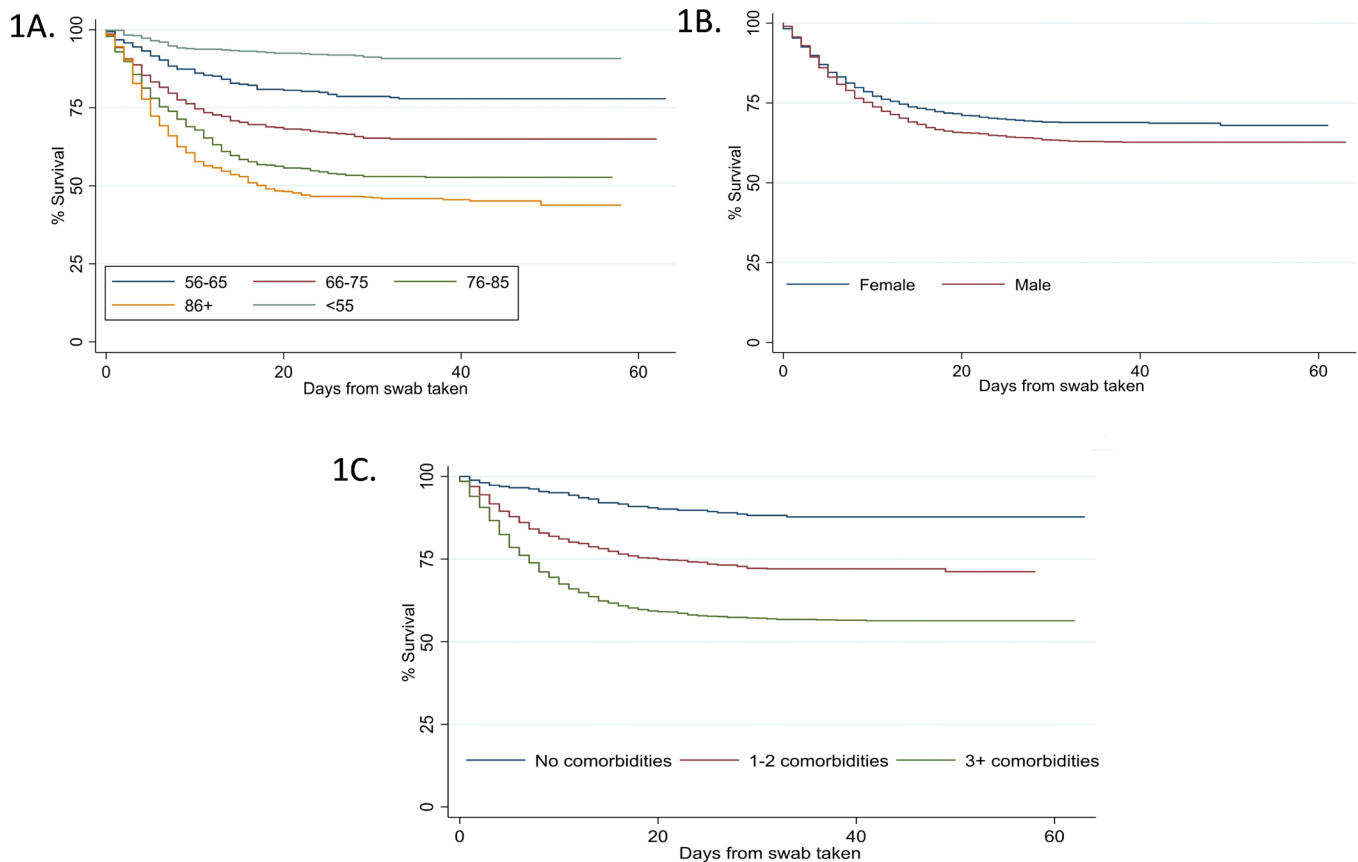 1A.
100
75
50
25
0
% Survival
56-65 66-75 76-85
86+ <55
0 20 40 60
Days from swab taken
1B.
100
75
50
25
0
% Survival
Female Male
0 20 40 60
Days from swab taken
1C.
100
75
50
25
0
% Survival
No comorbidities 1-2 comorbidities 3+ comorbidities
0 20 40 60
Days from swab taken